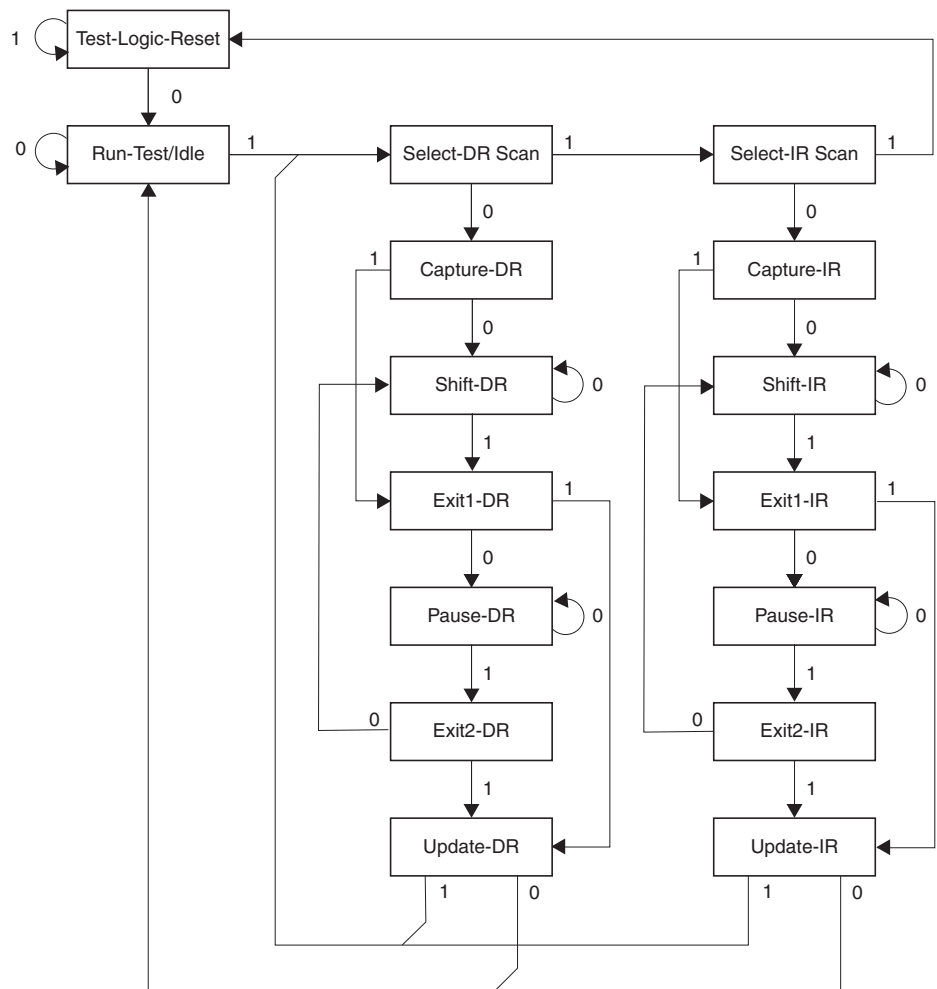 1
Test-Logic-Reset
0
0
Run-Test/Idle
1
Select-DR Scan
1
Select-IR Scan
1
0
0
1
Capture-DR
1
Capture-IR
0
0
Shift-DR
0
Shift-IR
0
1
1
Exit1-DR
1
Exit1-IR
1
0
0
Pause-DR
0
Pause-IR
0
1
1
0
Exit2-DR
0
Exit2-IR
1
1
Update-DR
Update-IR
1
0
1
0